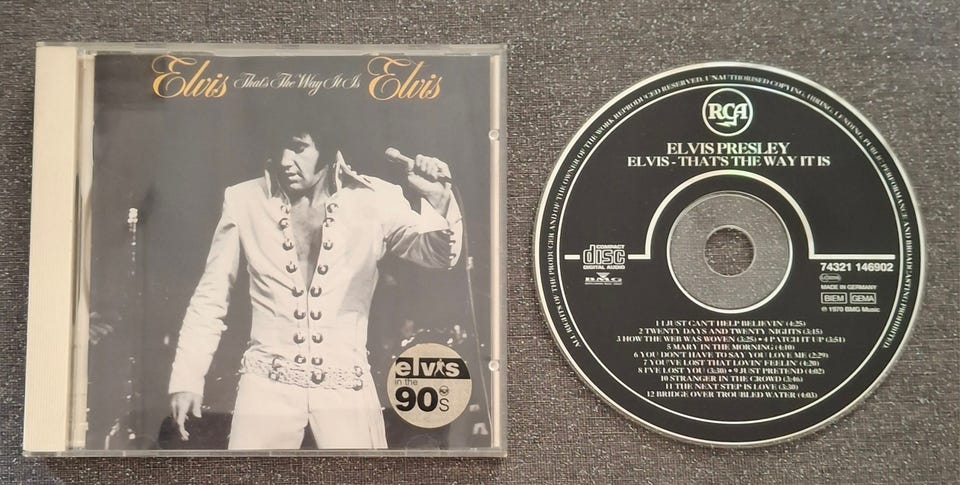 Elvis That's The Way It Is Elvis
elvis
in the
90s
ALL RIGHTS OF THE PRODUCER AND OF THE OWNER OF THE WORK REPRODUCED RESERVED. UNAUTHORISED COPYING, HIRING, LENDING, PUBLIC PERFORMANCE AND BROADCASTING PROHIBITED.
RCA
ELVIS PRESLEY
ELVIS - THAT'S THE WAY IT IS
COMPACT
disc
DIGITAL AUDIO
BMG
74321 146902
MADE IN GERMANY
BIEM GEMA
℗ 1970 BMG Music
1 I JUST CAN'T HELP BELIEVIN' (4:25)
2 TWENTY DAYS AND TWENTY NIGHTS (3:15)
3 HOW THE WEB WAS WOVEN (3:25) • 4 PATCH IT UP (3:51)
5 MARY IN THE MORNING (4:10)
6 YOU DON'T HAVE TO SAY YOU LOVE ME (2:29)
7 YOU'VE LOST THAT LOVIN' FEELIN' (4:20)
8 I'VE LOST YOU (3:30) • 9 JUST PRETEND (4:02)
10 STRANGER IN THE CROWD (3:46)
11 THE NEXT STEP IS LOVE (3:30)
12 BRIDGE OVER TROUBLED WATER (4:03)